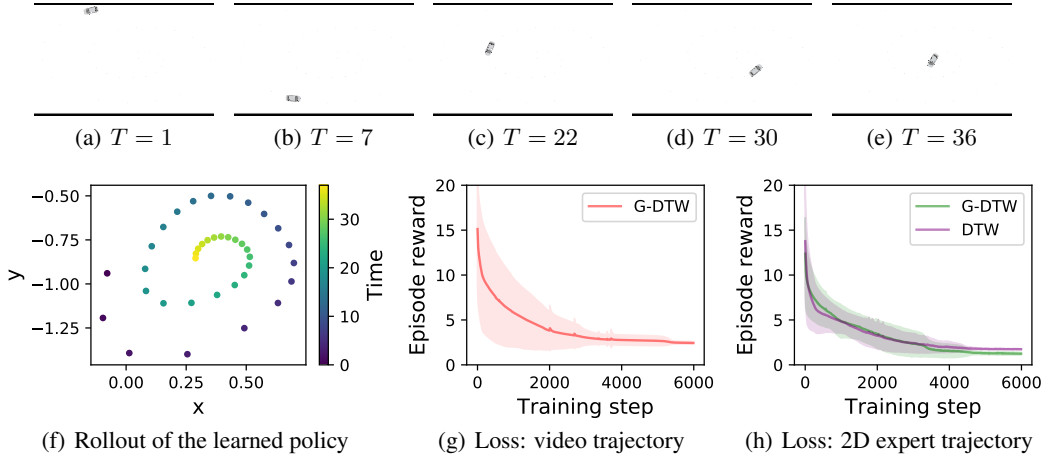 (a) T = 1
(b) T = 7
(c) T = 22
(d) T = 30
(e) T = 36
−0.50
−0.75
−1.00
−1.25
y
0.00 0.25 0.50
x
30
20
10
0
Time
(f) Rollout of the learned policy
20
15
10
5
0
Episode reward
G-DTW
0 2000 4000 6000
Training step
(g) Loss: video trajectory
20
15
10
5
0
Episode reward
G-DTW
DTW
0 2000 4000 6000
Training step
(h) Loss: 2D expert trajectory